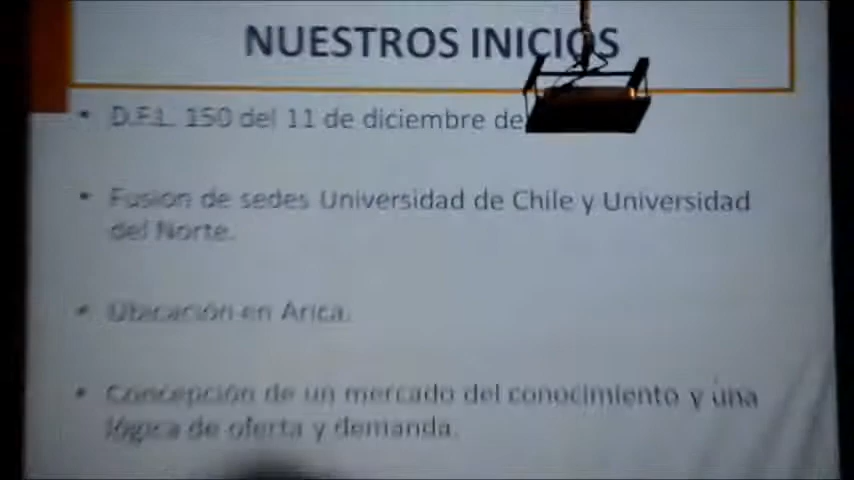 NUESTROS INICIOS
• D.F.L. 150 del 11 de diciembre de
• Fusion de sedes Universidad de Chile y Universidad
del Norte.
• Ubicación en Arica.
• Concepción de un mercado del conocimiento y una
lógica de oferta y demanda.